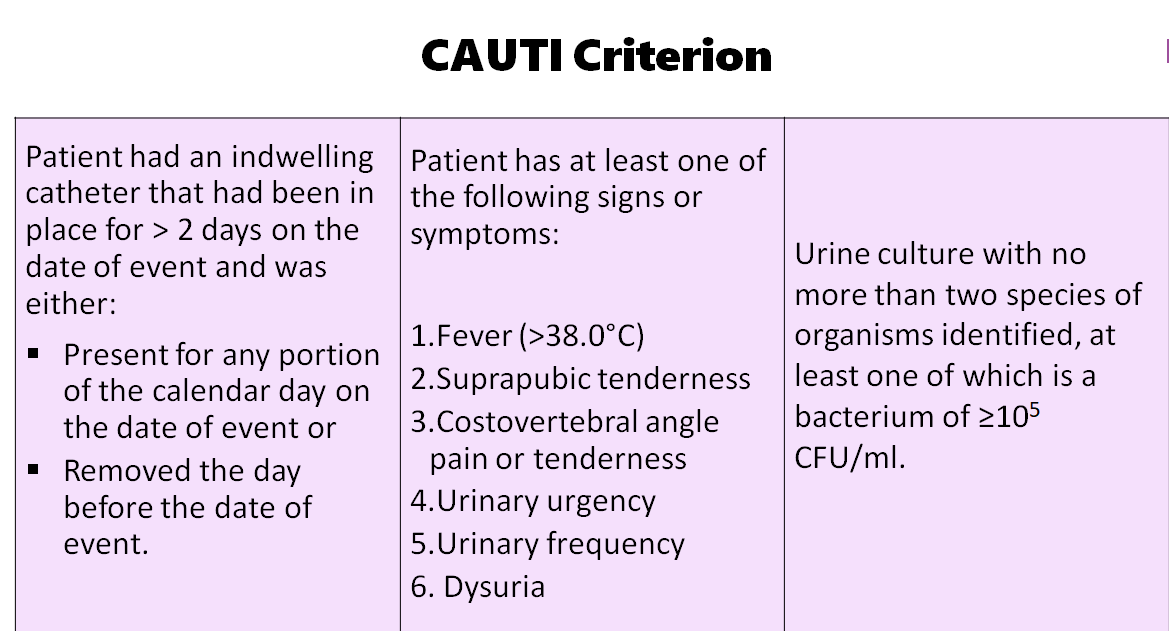 CAUTI Criterion
Patient had an indwelling
catheter that had been in
place for > 2 days on the
date of event and was
either:
▪ Present for any portion
of the calendar day on
the date of event or
▪ Removed the day
before the date of
event.
Patient has at least one of
the following signs or
symptoms:
1.Fever (>38.0°C)
2.Suprapubic tenderness
3.Costovertebral angle
pain or tenderness
4.Urinary urgency
5.Urinary frequency
6. Dysuria
Urine culture with no
more than two species of
organisms identified, at
least one of which is a
bacterium of ≥10⁵
CFU/ml.